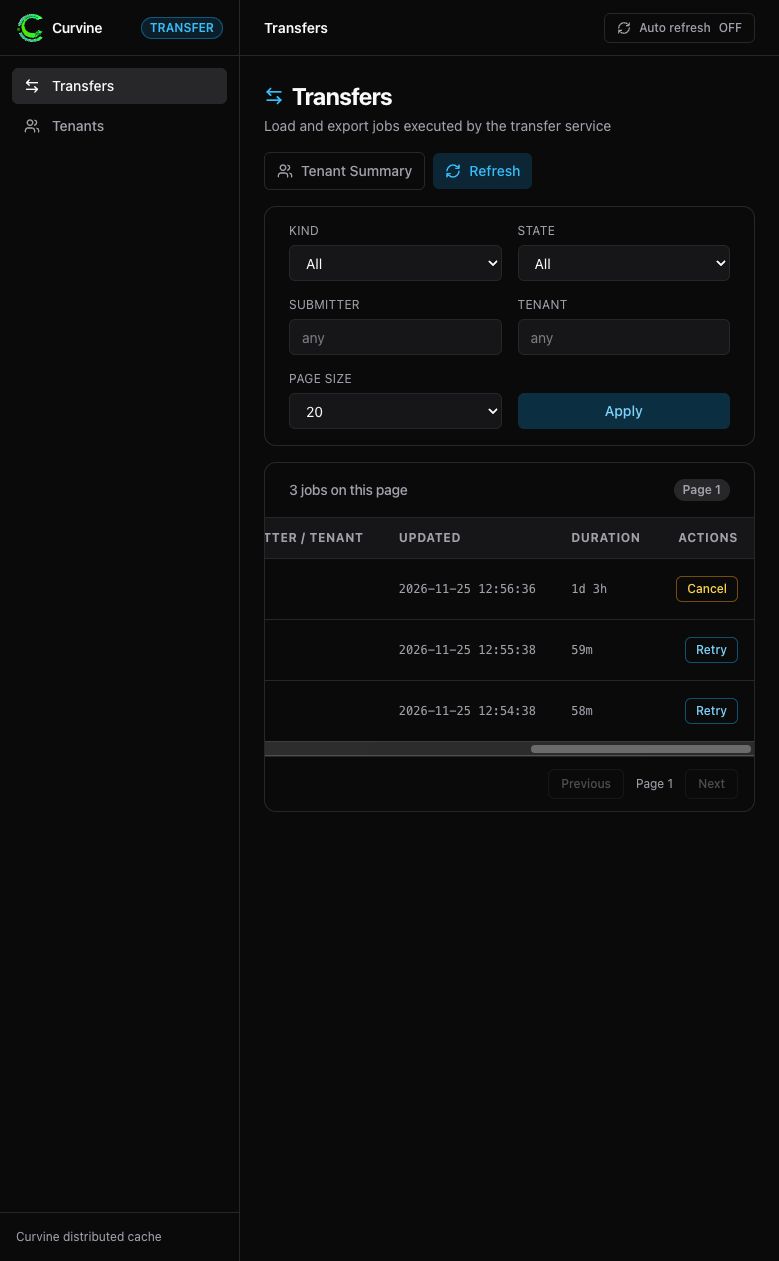 Curvine TRANSFER
Transfers
Auto refresh OFF
Transfers
Tenants
Transfers
Load and export jobs executed by the transfer service
Tenant Summary
Refresh
KIND
STATE
All
All
SUBMITTER
TENANT
any
any
PAGE SIZE
20
Apply
3 jobs on this page
Page 1
TTER / TENANT UPDATED DURATION ACTIONS
2026-11-25 12:56:36 1d 3h Cancel
2026-11-25 12:55:38 59m Retry
2026-11-25 12:54:38 58m Retry
Previous Page 1 Next
Curvine distributed cache